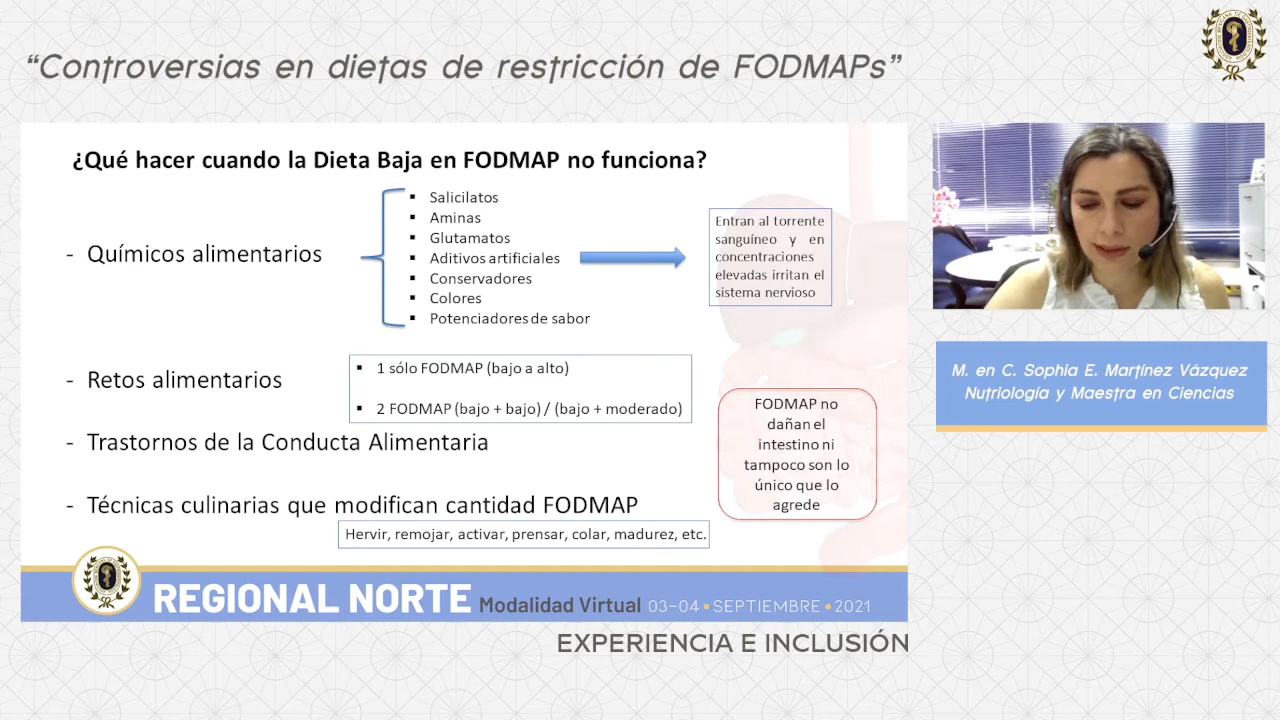 “Controversias en dietas de restricción de FODMAPs”
¿Qué hacer cuando la Dieta Baja en FODMAP no funciona?
- Químicos alimentarios
▪ Salicilatos
▪ Aminas
▪ Glutamatos
▪ Aditivos artificiales
▪ Conservadores
▪ Colores
▪ Potenciadores de sabor
Entran al torrente
sanguíneo y en
concentraciones
elevadas irritan el
sistema nervioso
- Retos alimentarios
▪ 1 sólo FODMAP (bajo a alto)
▪ 2 FODMAP (bajo + bajo) / (bajo + moderado)
- Trastornos de la Conducta Alimentaria
- Técnicas culinarias que modifican cantidad FODMAP
Hervir, remojar, activar, prensar, colar, madurez, etc.
FODMAP no
dañan el
intestino ni
tampoco son lo
único que lo
agrede
M. en C. Sophia E. Martínez Vázquez
Nutriología y Maestra en Ciencias
REGIONAL NORTE Modalidad Virtual 03-04 • SEPTIEMBRE • 2021
EXPERIENCIA E INCLUSIÓN